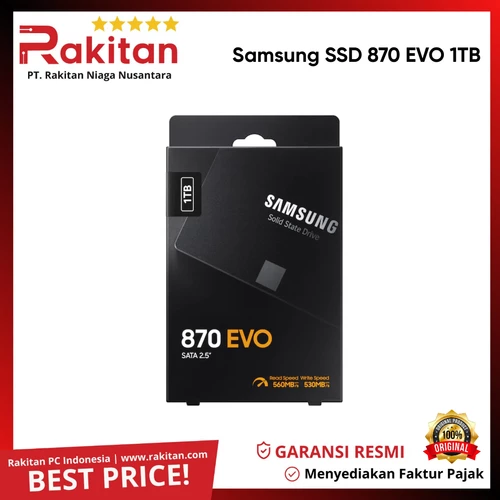 Rakitan
PT. Rakitan Niaga Nusantara
Samsung SSD 870 EVO 1TB
1TB
SAMSUNG
Solid State Drive
870 EVO
SATA 2.5"
Read Speed Write Speed
560MB/s 530MB/s
100%
ORIGINAL
GARANSI RESMI
Menyediakan Faktur Pajak
Rakitan PC Indonesia | www.rakitan.com
BEST PRICE!